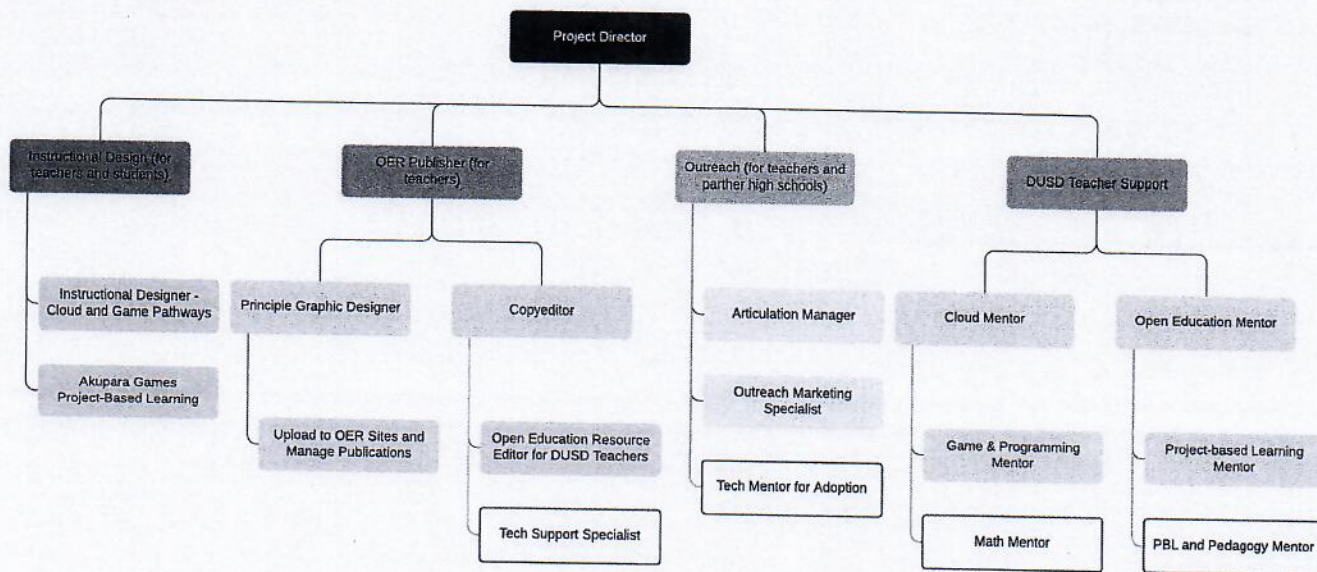 Project Director
Instructional Design (for
teachers and students)
OER Publisher (for
teachers)
Outreach (for teachers and
parther high schools)
DUSD Teacher Support
Instructional Designer -
Cloud and Game Pathways
Principle Graphic Designer
Copyeditor
Articulation Manager
Cloud Mentor
Open Education Mentor
Akupara Games
Project-Based Learning
Outreach Marketing
Specialist
Upload to OER Sites and
Manage Publications
Open Education Resource
Editor for DUSD Teachers
Game & Programming
Mentor
Project-based Learning
Mentor
Tech Mentor for Adoption
Tech Support Specialist
Math Mentor
PBL and Pedagogy Mentor